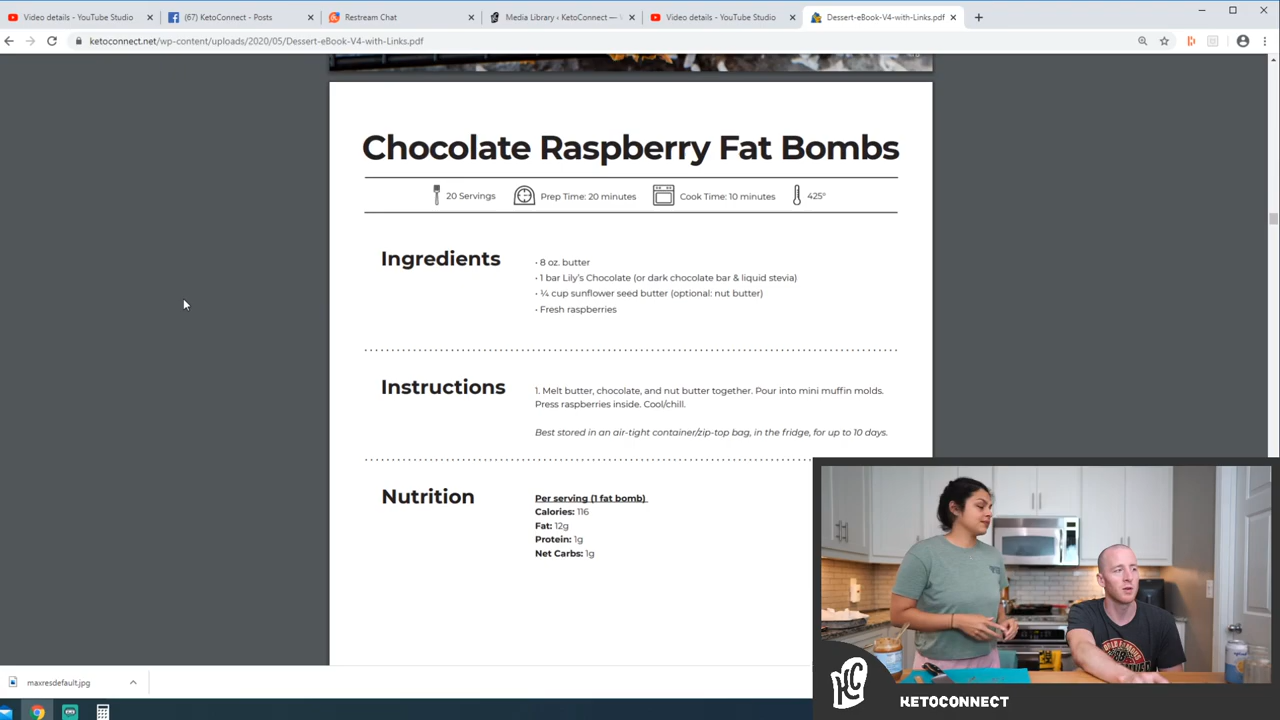 Video details - YouTube Studio
(67) KetoConnect - Posts
Restream Chat
Media Library ‹ KetoConnect —
Video details - YouTube Studio
Dessert-eBook-V4-with-Links.pdf
ketoconnect.net/wp-content/uploads/2020/05/Dessert-eBook-V4-with-Links.pdf
Chocolate Raspberry Fat Bombs
20 Servings
Prep Time: 20 minutes
Cook Time: 10 minutes
425°
Ingredients
• 8 oz. butter
• 1 bar Lily's Chocolate (or dark chocolate bar & liquid stevia)
• ¼ cup sunflower seed butter (optional: nut butter)
• Fresh raspberries
Instructions
1. Melt butter, chocolate, and nut butter together. Pour into mini muffin molds.
Press raspberries inside. Cool/chill.
Best stored in an air-tight container/zip-top bag, in the fridge, for up to 10 days.
Nutrition
Per serving (1 fat bomb)
Calories: 116
Fat: 12g
Protein: 1g
Net Carbs: 1g
maxresdefault.jpg
KC
KETOCONNECT